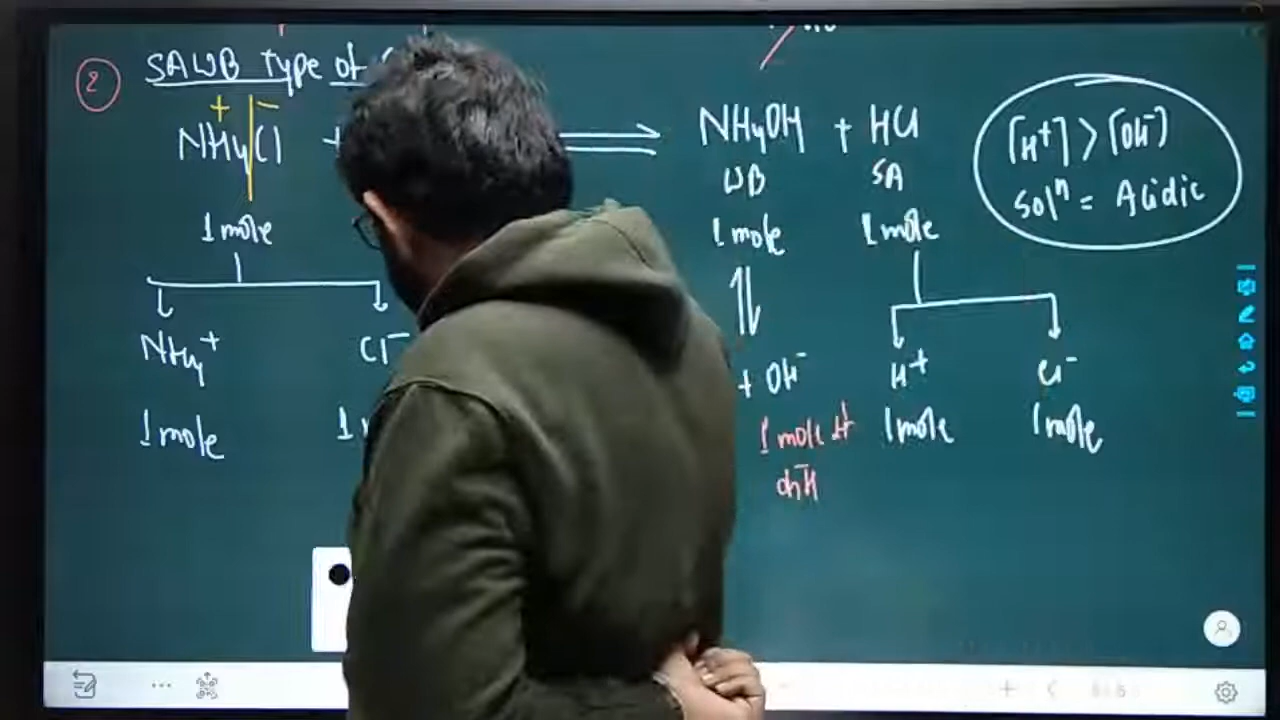 2 SAWB Type of
+ | -
NH4Cl + ⇌ NH4OH + HCl
WB SA
1 mole 1 mole 1 mole
[H+] > [OH-]
Soln = Acidic
NH4+ Cl- + OH- H+ Cl-
1 mole 1 1 mole H 1 mole 1 mole